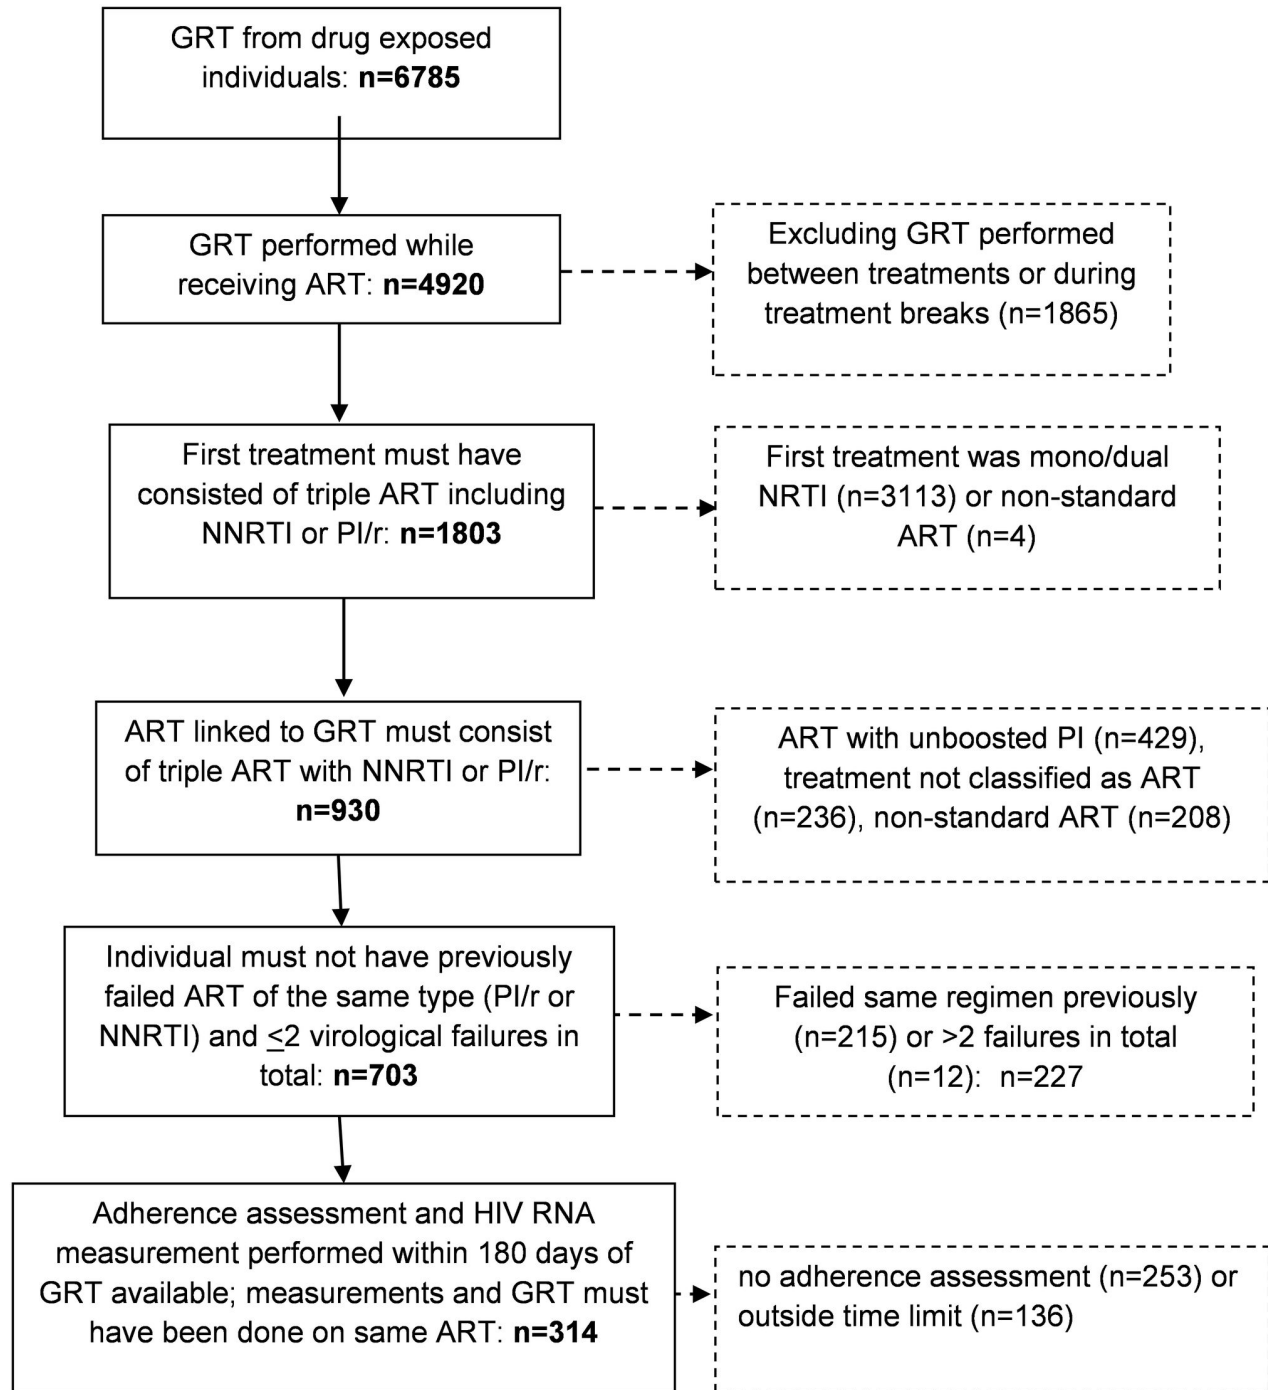 GRT from drug exposed
individuals: n=6785
GRT performed while
receiving ART: n=4920
Excluding GRT performed
between treatments or during
treatment breaks (n=1865)
First treatment must have
consisted of triple ART including
NNRTI or PI/r: n=1803
First treatment was mono/dual
NRTI (n=3113) or non-standard
ART (n=4)
ART linked to GRT must consist
of triple ART with NNRTI or PI/r:
n=930
ART with unboosted PI (n=429),
treatment not classified as ART
(n=236), non-standard ART (n=208)
Individual must not have previously
failed ART of the same type (PI/r or
NNRTI) and ≤2 virological failures in
total: n=703
Failed same regimen previously
(n=215) or >2 failures in total
(n=12): n=227
Adherence assessment and HIV RNA
measurement performed within 180 days of
GRT available; measurements and GRT must
have been done on same ART: n=314
no adherence assessment (n=253) or
outside time limit (n=136)